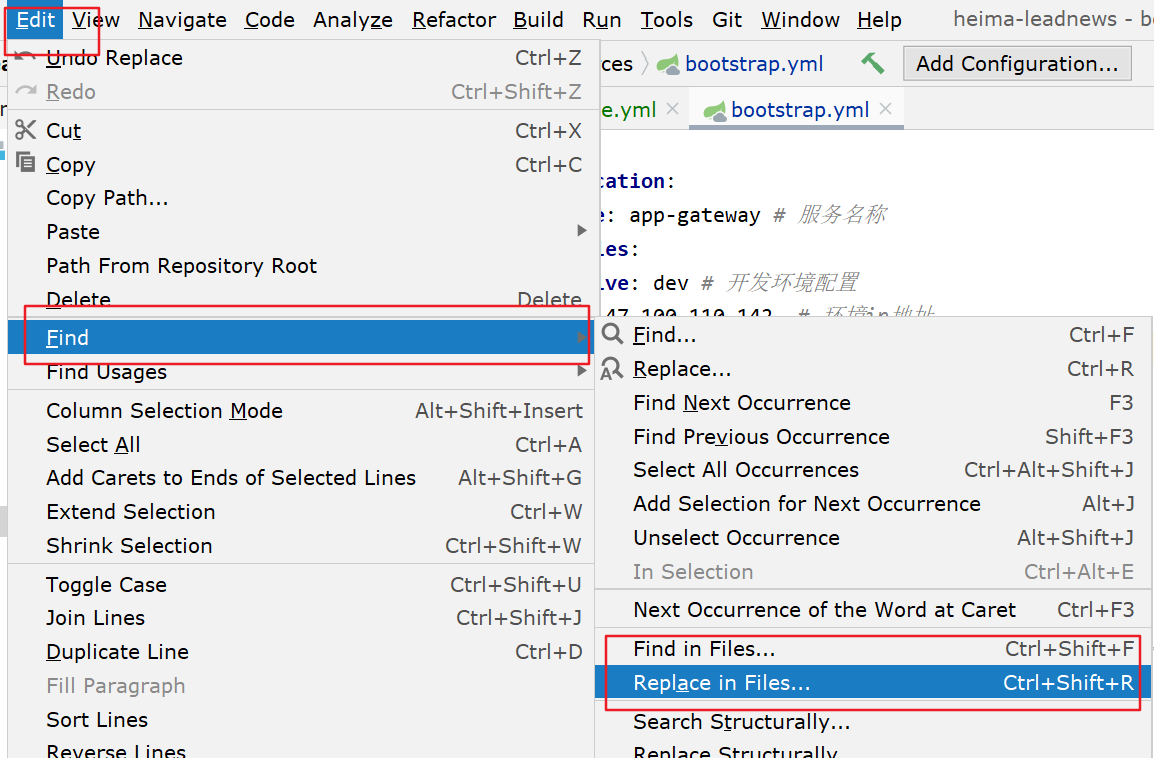 Edit View Navigate Code Analyze Refactor Build Run Tools Git Window Help heima-leadnews - b
Undo Replace Ctrl+Z
ces bootstrap.yml Add Configuration...
Redo Ctrl+Shift+Z
e.yml bootstrap.yml
Cut Ctrl+X
Copy Ctrl+C
Copy Path...
Paste
Path From Repository Root
Delete Delete
Find
Find Usages
Column Selection Mode Alt+Shift+Insert
Select All Ctrl+A
Add Carets to Ends of Selected Lines Alt+Shift+G
Extend Selection Ctrl+W
Shrink Selection Ctrl+Shift+W
Toggle Case Ctrl+Shift+U
Join Lines Ctrl+Shift+J
Duplicate Line Ctrl+D
Fill Paragraph
Sort Lines
Reverse Lines
cation:
e: app-gateway # 服务名称
les:
ive: dev # 开发环境配置
47.100.110.142 # 环境ip地址
Find... Ctrl+F
Replace... Ctrl+R
Find Next Occurrence F3
Find Previous Occurrence Shift+F3
Select All Occurrences Ctrl+Alt+Shift+J
Add Selection for Next Occurrence Alt+J
Unselect Occurrence Alt+Shift+J
In Selection Ctrl+Alt+E
Next Occurrence of the Word at Caret Ctrl+F3
Find in Files... Ctrl+Shift+F
Replace in Files... Ctrl+Shift+R
Search Structurally...
Replace Structurally